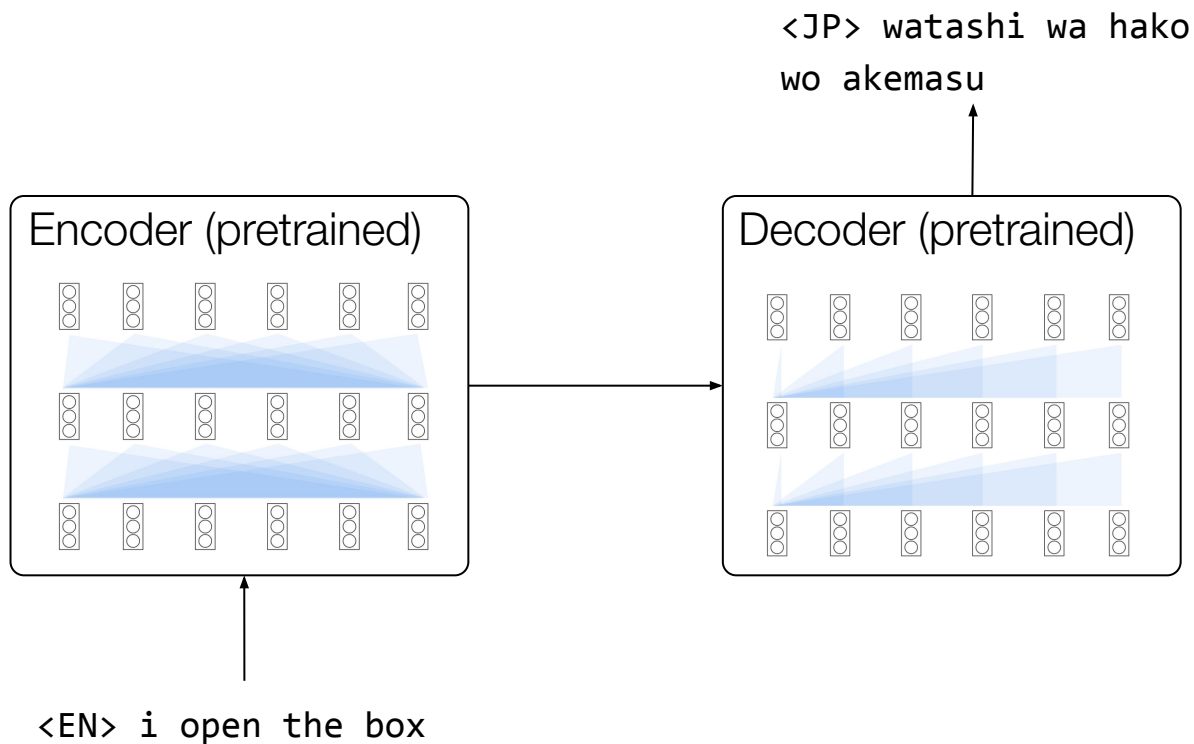 <JP> watashi wa hako
wo akemasu
Encoder (pretrained)
Decoder (pretrained)
<EN> i open the box